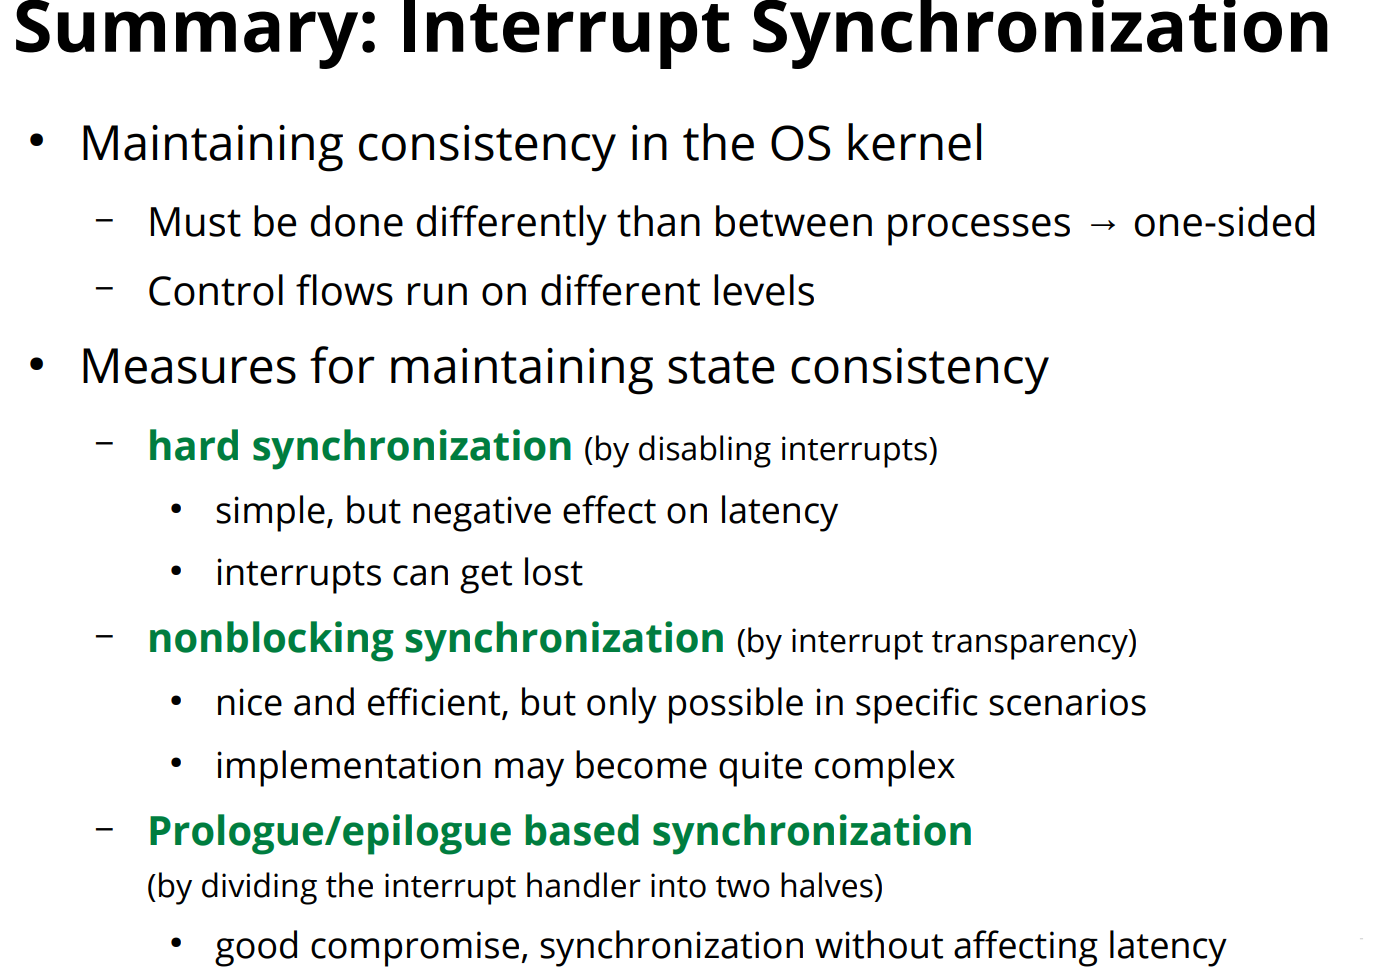 Summary: Interrupt Synchronization
• Maintaining consistency in the OS kernel
– Must be done differently than between processes → one-sided
– Control flows run on different levels
• Measures for maintaining state consistency
– hard synchronization (by disabling interrupts)
• simple, but negative effect on latency
• interrupts can get lost
– nonblocking synchronization (by interrupt transparency)
• nice and efficient, but only possible in specific scenarios
• implementation may become quite complex
– Prologue/epilogue based synchronization
(by dividing the interrupt handler into two halves)
• good compromise, synchronization without affecting latency